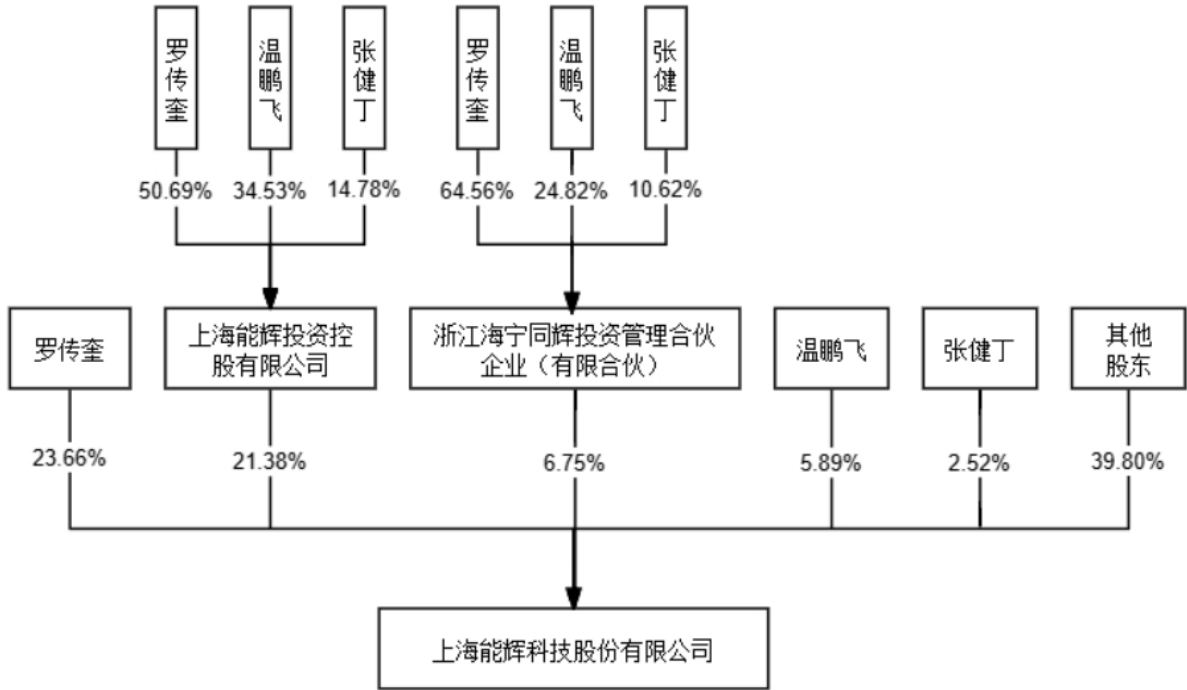 罗传奎
温鹏飞
张健丁
罗传奎
温鹏飞
张健丁
50.69%
34.53%
14.78%
64.56%
24.82%
10.62%
罗传奎
上海能辉投资控
股有限公司
浙江海宁同辉投资管理合伙
企业（有限合伙）
温鹏飞
张健丁
其他
股东
23.66%
21.38%
6.75%
5.89%
2.52%
39.80%
上海能辉科技股份有限公司